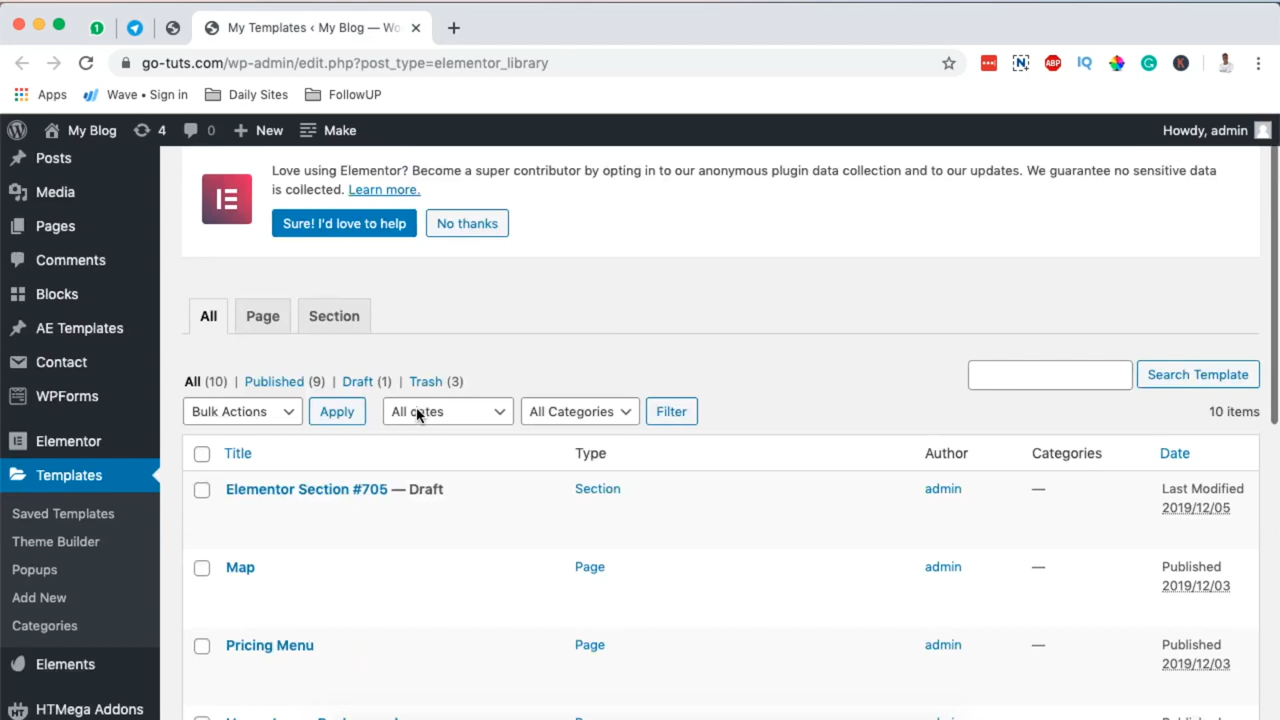 1
My Templates ‹ My Blog — Wo
go-tuts.com/wp-admin/edit.php?post_type=elementor_library
ABP
IQ
K
Apps
Wave • Sign in
Daily Sites
FollowUP
My Blog
4
0
New
Make
Howdy, admin
Posts
Media
Pages
Comments
Blocks
AE Templates
Contact
WPForms
Elementor
Templates
Saved Templates
Theme Builder
Popups
Add New
Categories
Elements
HTMega Addons
Love using Elementor? Become a super contributor by opting in to our anonymous plugin data collection and to our updates. We guarantee no sensitive data
is collected. Learn more.
Sure! I'd love to help
No thanks
All
Page
Section
All (10) | Published (9) | Draft (1) | Trash (3)
Search Template
Bulk Actions
Apply
All dates
All Categories
Filter
10 items
Title
Type
Author
Categories
Date
Elementor Section #705 — Draft
Section
admin
—
Last Modified
2019/12/05
Map
Page
admin
—
Published
2019/12/03
Pricing Menu
Page
admin
—
Published
2019/12/03